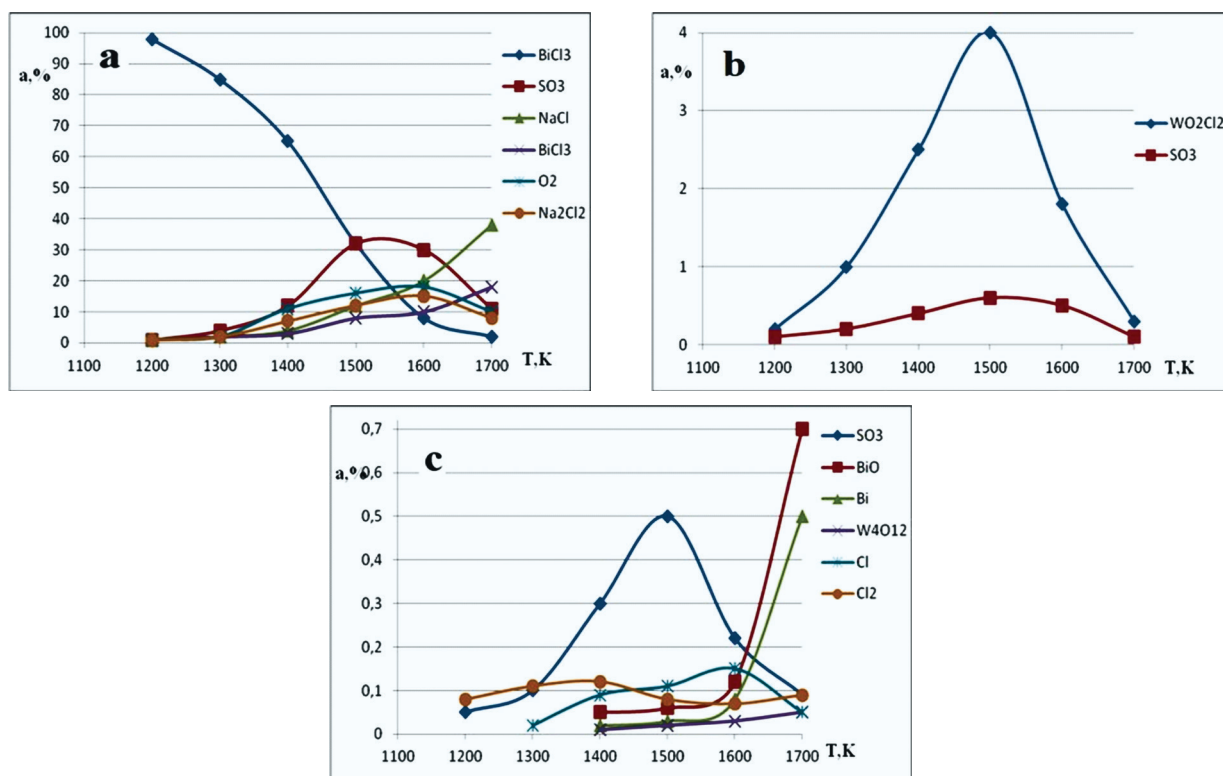 a
a,%
100
90
80
70
60
50
40
30
20
10
0
1100 1200 1300 1400 1500 1600 1700 T,K
BiCl3
SO3
NaCl
BiCl3
O2
Na2Cl2
b
a,%
4
3
2
1
0
1100 1200 1300 1400 1500 1600 1700 T,K
WO2Cl2
SO3
c
a,%
0,7
0,6
0,5
0,4
0,3
0,2
0,1
0
1100 1200 1300 1400 1500 1600 1700 T,K
SO3
BiO
Bi
W4O12
Cl
Cl2